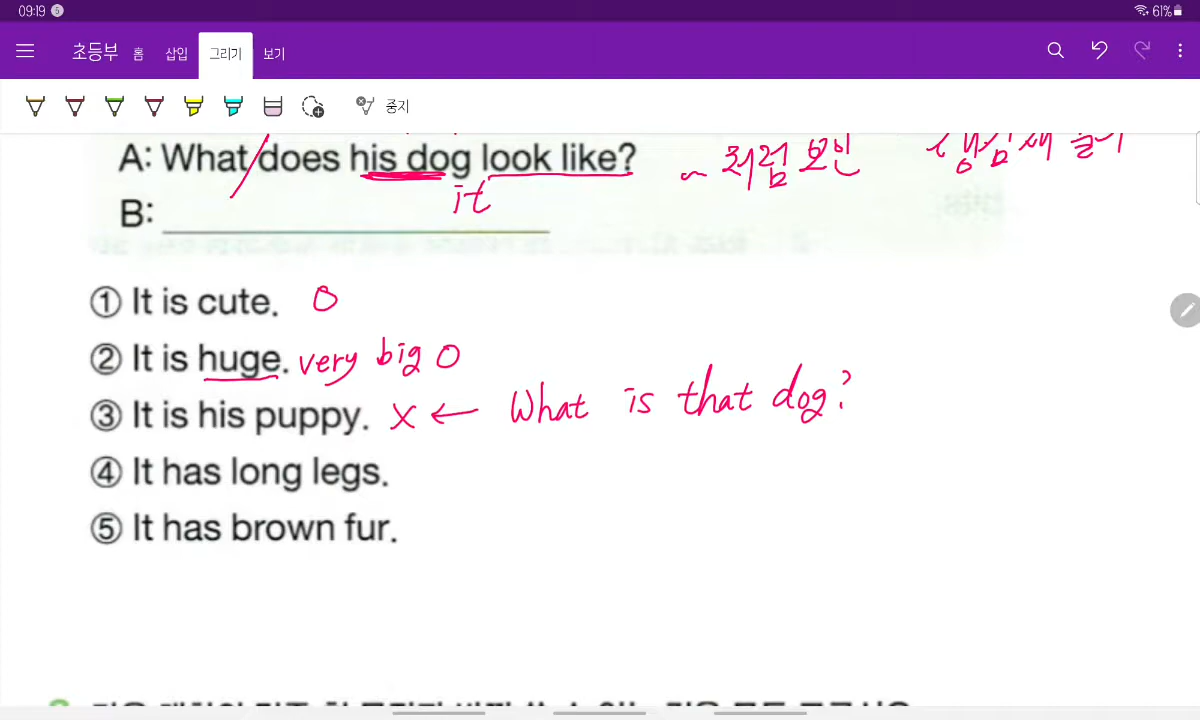 09:19 5 61%
초등부 홈 삽입 그리기 보기
중지
A: What does his dog look like? ~ 처럼 보인
it
B:
① It is cute. O
② It is huge. very big O
③ It is his puppy. X ← What is that dog?
④ It has long legs.
⑤ It has brown fur.